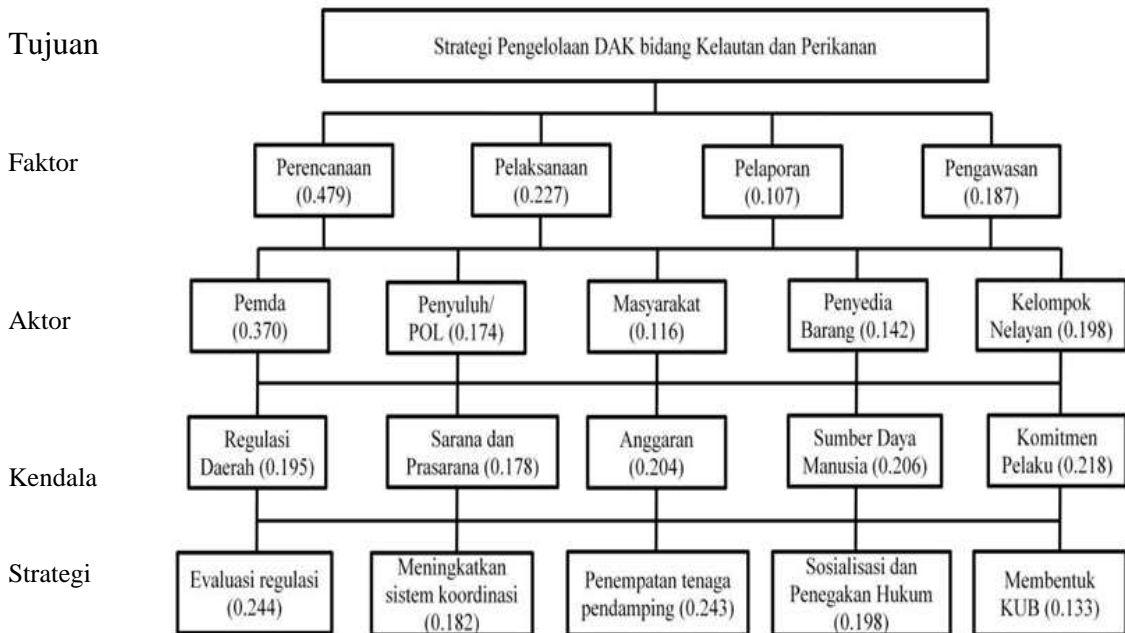 Tujuan
Strategi Pengelolaan DAK bidang Kelautan dan Perikanan
Faktor
Perencanaan
(0.479)
Pelaksanaan
(0.227)
Pelaporan
(0.107)
Pengawasan
(0.187)
Aktor
Pemda
(0.370)
Penyuluh/
POL (0.174)
Masyarakat
(0.116)
Penyedia
Barang (0.142)
Kelompok
Nelayan (0.198)
Kendala
Regulasi
Daerah (0.195)
Sarana dan
Prasarana (0.178)
Anggaran
(0.204)
Sumber Daya
Manusia (0.206)
Komitmen
Pelaku (0.218)
Strategi
Evaluasi regulasi
(0.244)
Meningkatkan
sistem koordinasi
(0.182)
Penempatan tenaga
pendamping (0.243)
Sosialisasi dan
Penegakan Hukum
(0.198)
Membentuk
KUB (0.133)